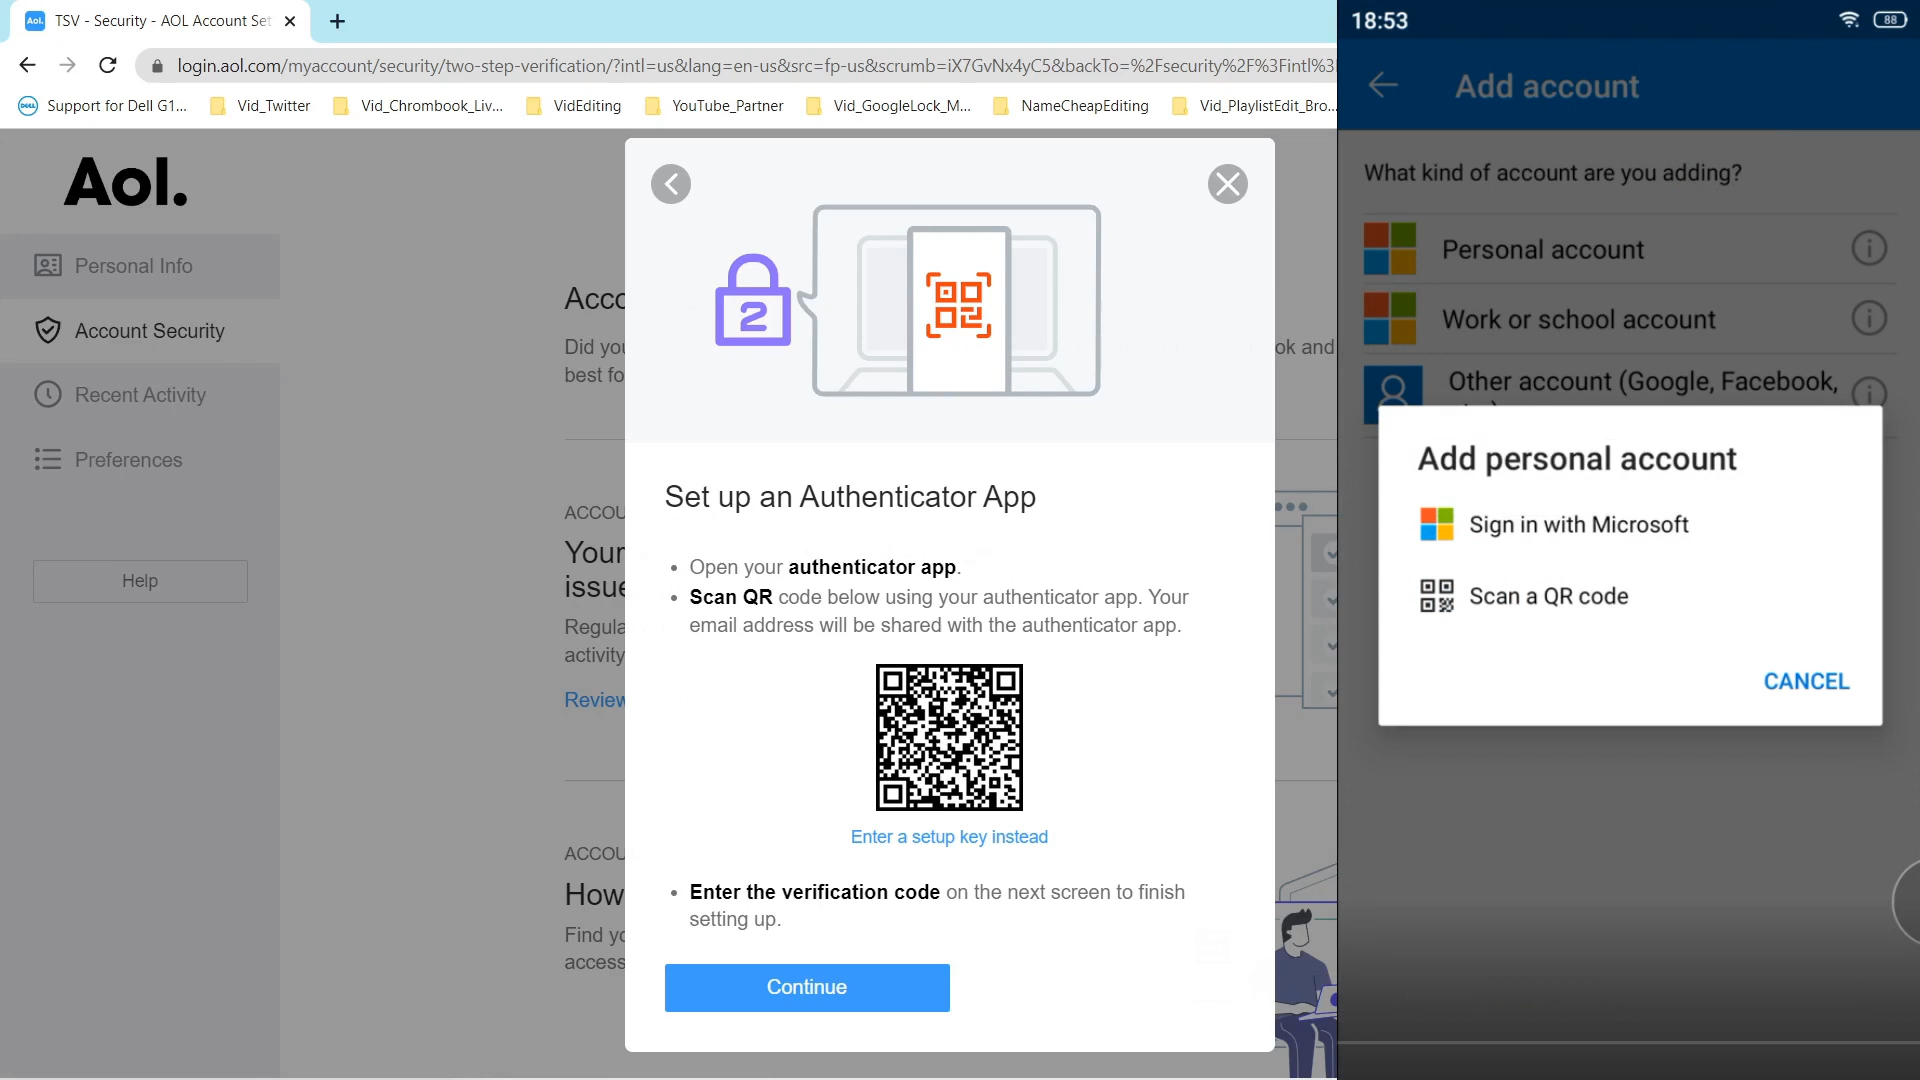 Aol.
TSV - Security - AOL Account Set
login.aol.com/myaccount/security/two-step-verification/?intl=us&lang=en-us&src=fp-us&scrumb=iX7GvNx4yC5&backTo=%2Fsecurity%2F%3Fintl%3
DELL
Support for Dell G1...
Vid_Twitter
Vid_Chrombook_Liv...
VidEditing
YouTube_Partner
Vid_GoogleLock_M...
NameCheapEditing
Vid_PlaylistEdit_Bro...
Aol.
Personal Info
Account Security
Recent Activity
Preferences
Help
Acco
Did you
best fo
ok and
ACCOU
Your
issue
Regula
activity
Review
ACCOU
How
Find yo
access
2
Set up an Authenticator App
• Open your authenticator app.
• Scan QR code below using your authenticator app. Your
email address will be shared with the authenticator app.
Enter a setup key instead
• Enter the verification code on the next screen to finish
setting up.
Continue
18:53
88
Add account
What kind of account are you adding?
Personal account
Work or school account
Other account (Google, Facebook,
Add personal account
Sign in with Microsoft
Scan a QR code
CANCEL